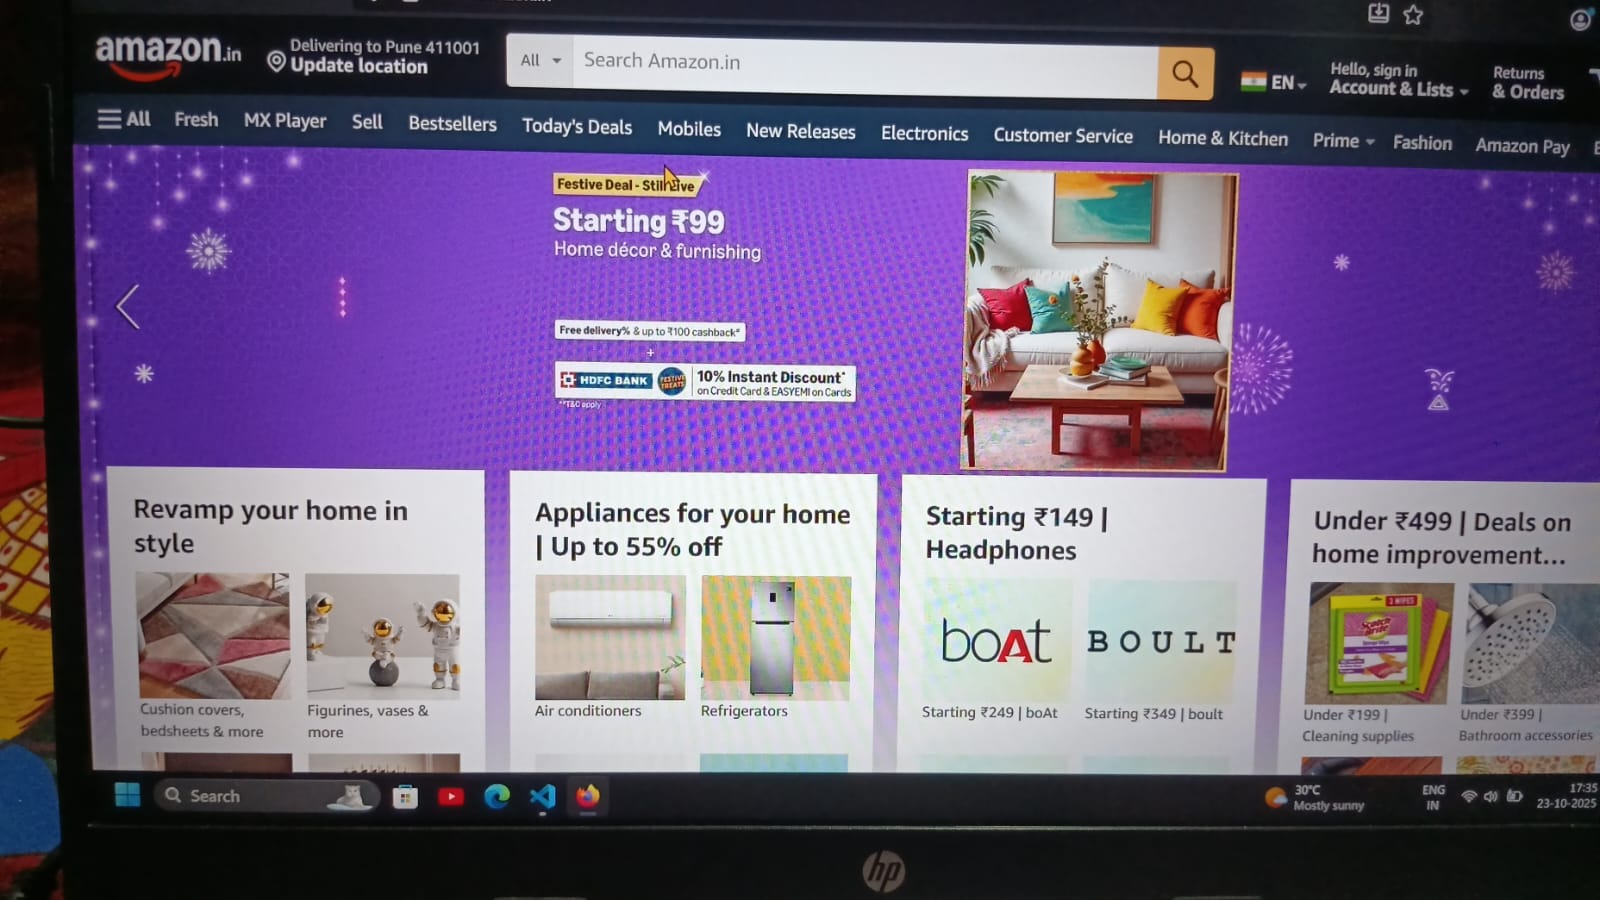 amazon.in
Delivering to Pune 411001
Update location
All
Search Amazon.in
EN
Hello, sign in
Account & Lists
Returns
& Orders
All
Fresh
MX Player
Sell
Bestsellers
Today's Deals
Mobiles
New Releases
Electronics
Customer Service
Home & Kitchen
Prime
Fashion
Amazon Pay
Festive Deal - Still live
Starting ₹99
Home décor & furnishing
Free delivery% & up to ₹100 cashback*
+
HDFC BANK
FESTIVE
TREATS
10% Instant Discount*
on Credit Card & EASYEMI on Cards
**T&C apply
Revamp your home in
style
Cushion covers,
bedsheets & more
Figurines, vases &
more
Appliances for your home
| Up to 55% off
Air conditioners
Refrigerators
Starting ₹149 |
Headphones
boAt
BOULT
Starting ₹249 | boAt
Starting ₹349 | boult
Under ₹499 | Deals on
home improvement...
3 WIPES
Scotch
Brite
Under ₹199 |
Cleaning supplies
Under ₹399 |
Bathroom accessories
Search
30°C
Mostly sunny
ENG
IN
17:35
23-10-2025
hp